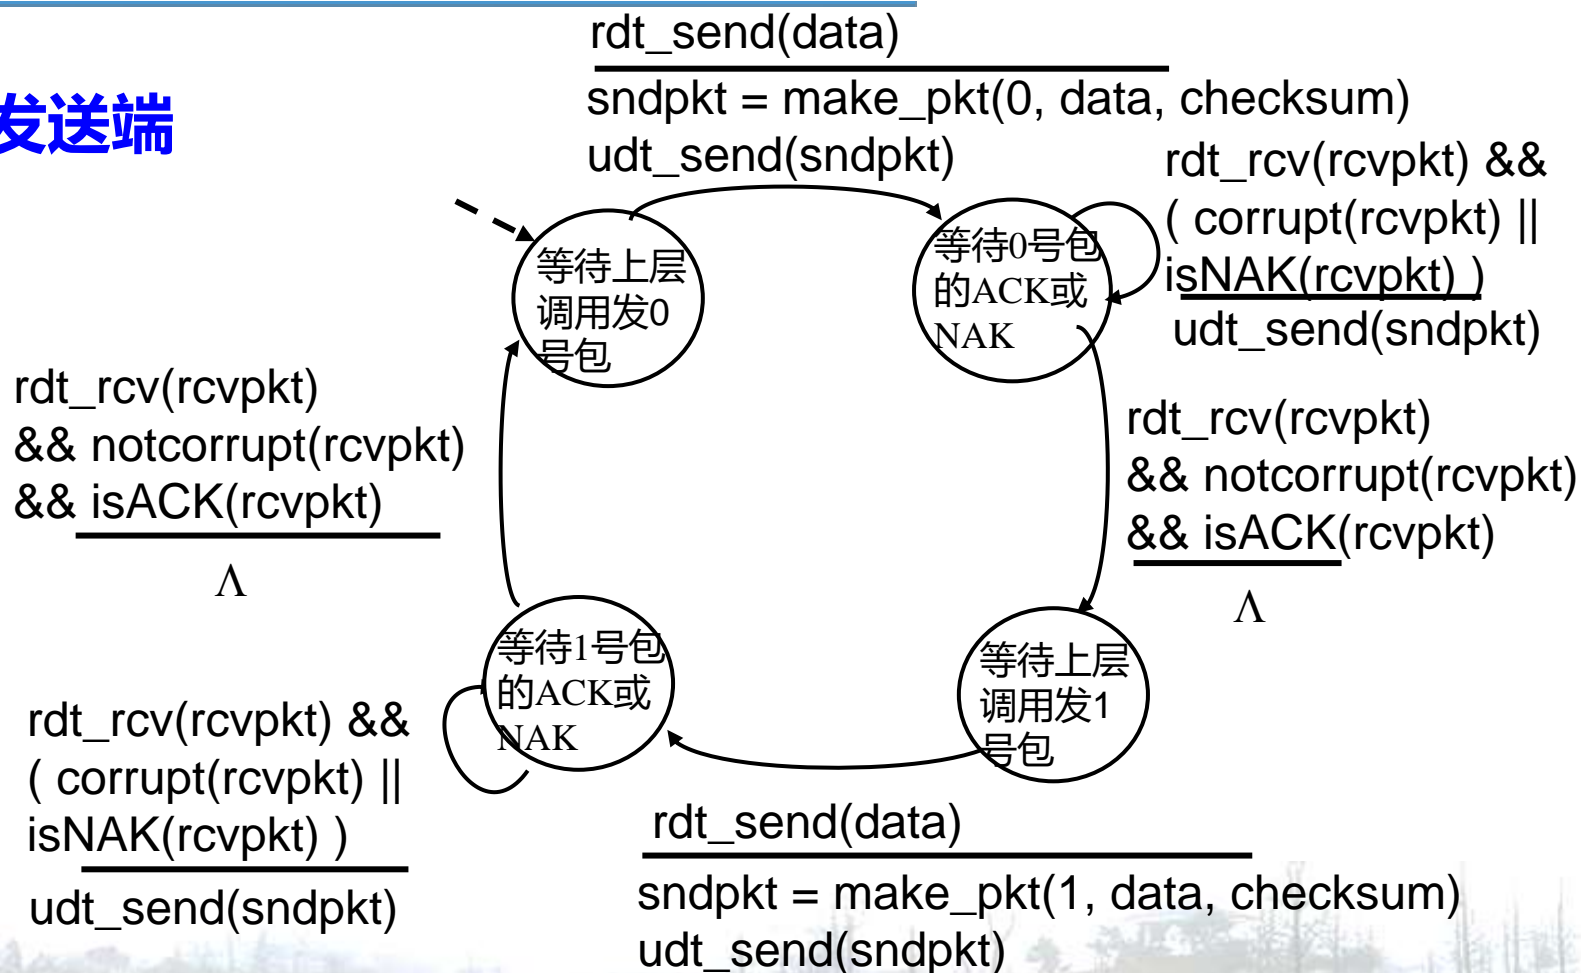 rdt_send(data)
sndpkt = make_pkt(0, data, checksum)
udt_send(sndpkt)
发送端
rdt_rcv(rcvpkt) &&
( corrupt(rcvpkt) ||
isNAK(rcvpkt) )
udt_send(sndpkt)
等待上层
调用发0
号包
等待0号包
的ACK或
NAK
rdt_rcv(rcvpkt)
&& notcorrupt(rcvpkt)
&& isACK(rcvpkt)
Λ
rdt_rcv(rcvpkt)
&& notcorrupt(rcvpkt)
&& isACK(rcvpkt)
Λ
等待1号包
的ACK或
NAK
等待上层
调用发1
号包
rdt_rcv(rcvpkt) &&
( corrupt(rcvpkt) ||
isNAK(rcvpkt) )
udt_send(sndpkt)
rdt_send(data)
sndpkt = make_pkt(1, data, checksum)
udt_send(sndpkt)